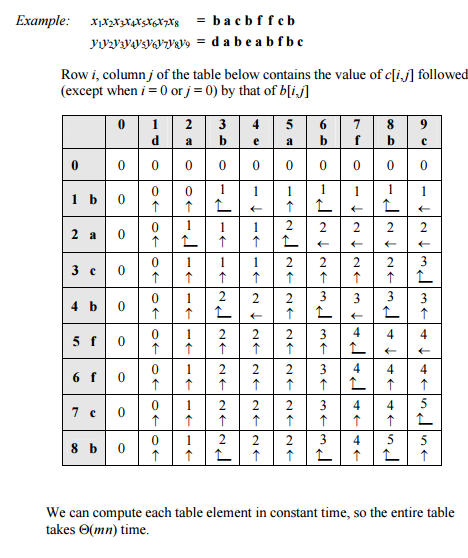 Example: x₁x₂x₃x₄x₅x₆x₇x₈ = b a c b f f c b
y₁y₂y₃y₄y₅y₆y₇y₈y₉ = d a b e a b f b c
Row i, column j of the table below contains the value of c[i,j] followed
(except when i = 0 or j = 0) by that of b[i,j]
0 1 2 3 4 5 6 7 8 9
d a b e a b f b c
0 0 0 0 0 0 0 0 0 0 0
1 b 0 0 0 1 1 1 1 1 1 1
↑ ↑ ↖ ← ↑ ↖ ← ↖ ←
2 a 0 0 1 1 1 2 2 2 2 2
↑ ↖ ↑ ↑ ↖ ← ← ← ←
3 c 0 0 1 1 1 2 2 2 2 3
↑ ↑ ↑ ↑ ↑ ↑ ↑ ↑ ↖
4 b 0 0 1 2 2 2 3 3 3 3
↑ ↑ ↖ ← ↑ ↖ ← ↖ ↑
5 f 0 0 1 2 2 2 3 4 4 4
↑ ↑ ↑ ↑ ↑ ↑ ↖ ← ←
6 f 0 0 1 2 2 2 3 4 4 4
↑ ↑ ↑ ↑ ↑ ↑ ↖ ↑ ↑
7 c 0 0 1 2 2 2 3 4 4 5
↑ ↑ ↑ ↑ ↑ ↑ ↑ ↑ ↖
8 b 0 0 1 2 2 2 3 4 5 5
↑ ↑ ↖ ↑ ↑ ↖ ↑ ↖ ↑
We can compute each table element in constant time, so the entire table
takes Θ(mn) time.